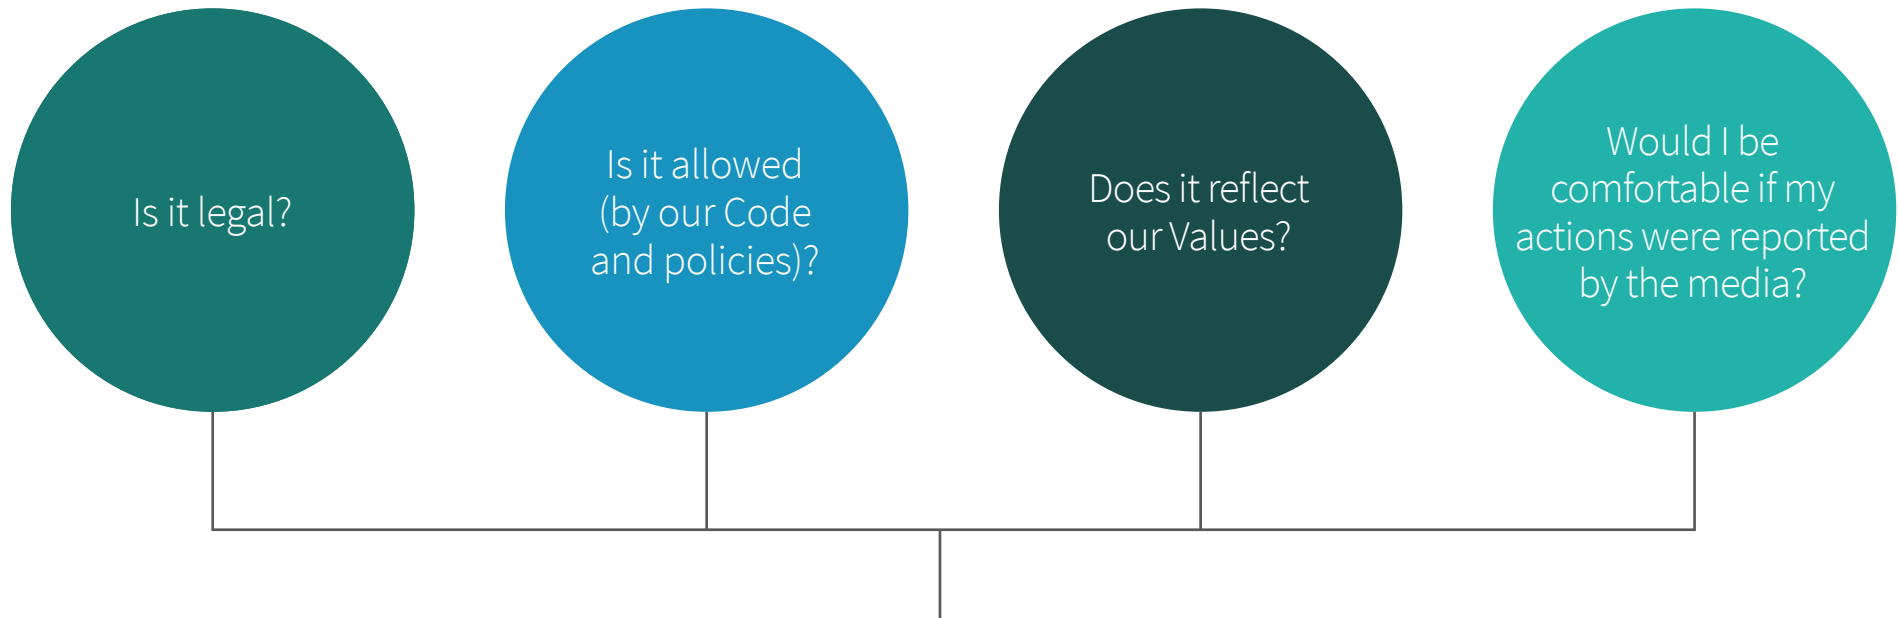 Is it legal?
Is it allowed
(by our Code
and policies)?
Does it reflect
our Values?
Would I be
comfortable if my
actions were reported
by the media?